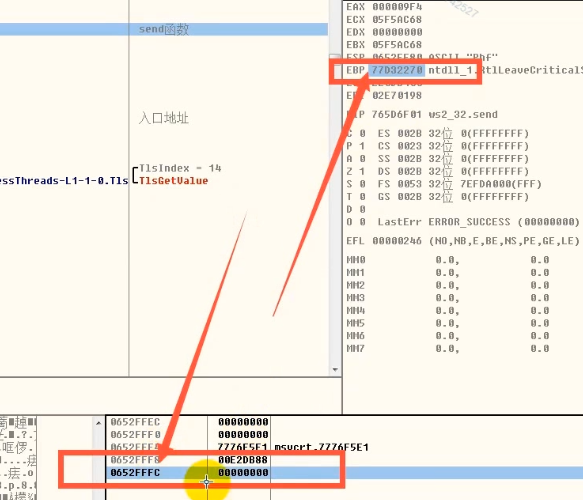 send函数
入口地址
TlsIndex = 14
essThreads-L1-1-0.Tls
TlsGetValue
EAX 000009F4
ECX 05F5AC68
EDX 00000000
EBX 05F5AC68
ASCII "Phf"
EBP 77D32270 ntdll_1.RtlLeaveCriticalS
02E70198
EIP 765D6F01 ws2_32.send
C 0 ES 002B 32位 0(FFFFFFFF)
P 1 CS 0023 32位 0(FFFFFFFF)
A 0 SS 002B 32位 0(FFFFFFFF)
Z 1 DS 002B 32位 0(FFFFFFFF)
S 0 FS 0053 32位 7EFDA000(FFF)
T 0 GS 002B 32位 0(FFFFFFFF)
D 0
O 0 LastErr ERROR_SUCCESS (00000000)
EFL 00000246 (NO,NB,E,BE,NS,PE,GE,LE)
MM0 0.0, 0.0
MM1 0.0, 0.0
MM2 0.0, 0.0
MM3 0.0, 0.0
MM4 0.0, 0.0
MM5 0.0, 0.0
MM6 0.0, 0.0
MM7 0.0, 0.0
0652FFEC 00000000
0652FFF0 00000000
7776F5E1 msvcrt.7776F5E1
0652FFF8 00E2DB88
0652FFFC 00000000